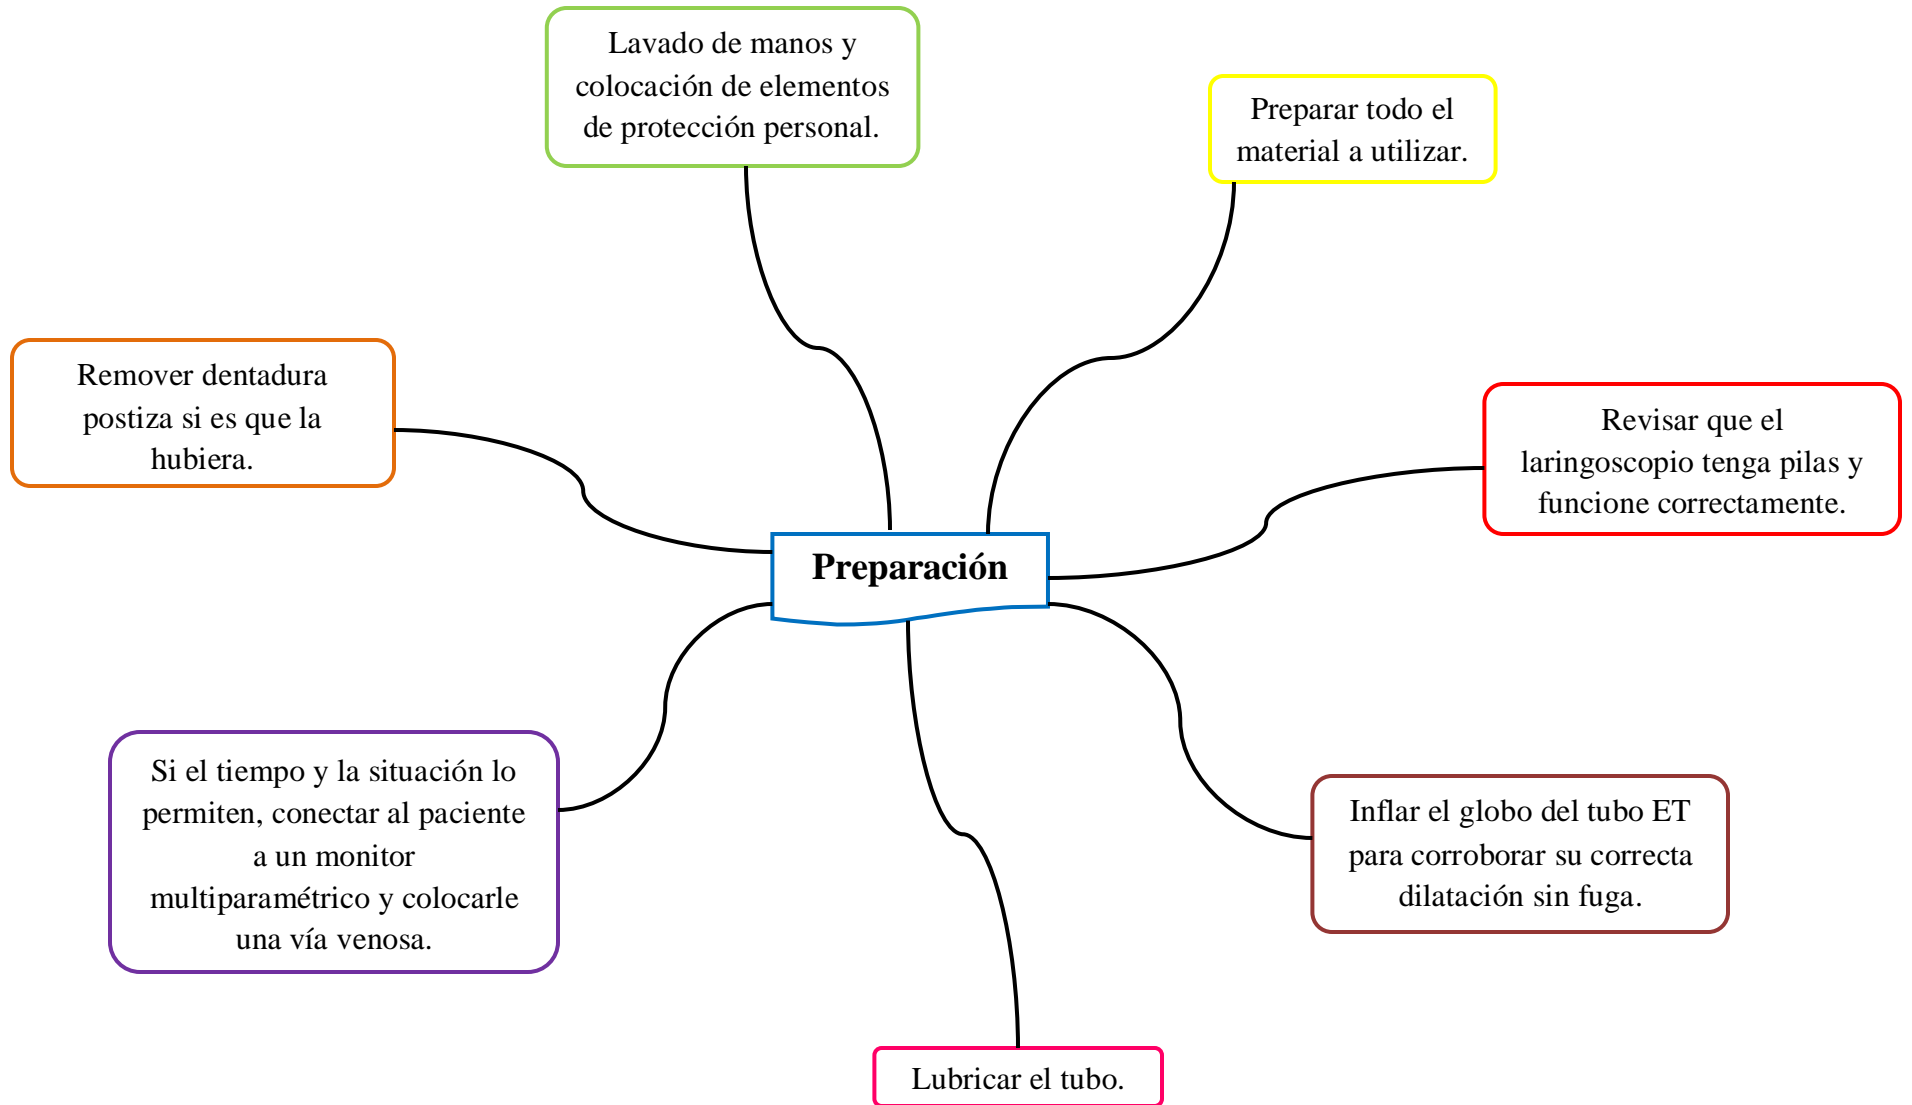 Lavado de manos y
colocación de elementos
de protección personal.
Preparar todo el
material a utilizar.
Remover dentadura
postiza si es que la
hubiera.
Revisar que el
laringoscopio tenga pilas y
funcione correctamente.
Preparación
Si el tiempo y la situación lo
permiten, conectar al paciente
a un monitor
multiparamétrico y colocarle
una vía venosa.
Inflar el globo del tubo ET
para corroborar su correcta
dilatación sin fuga.
Lubricar el tubo.